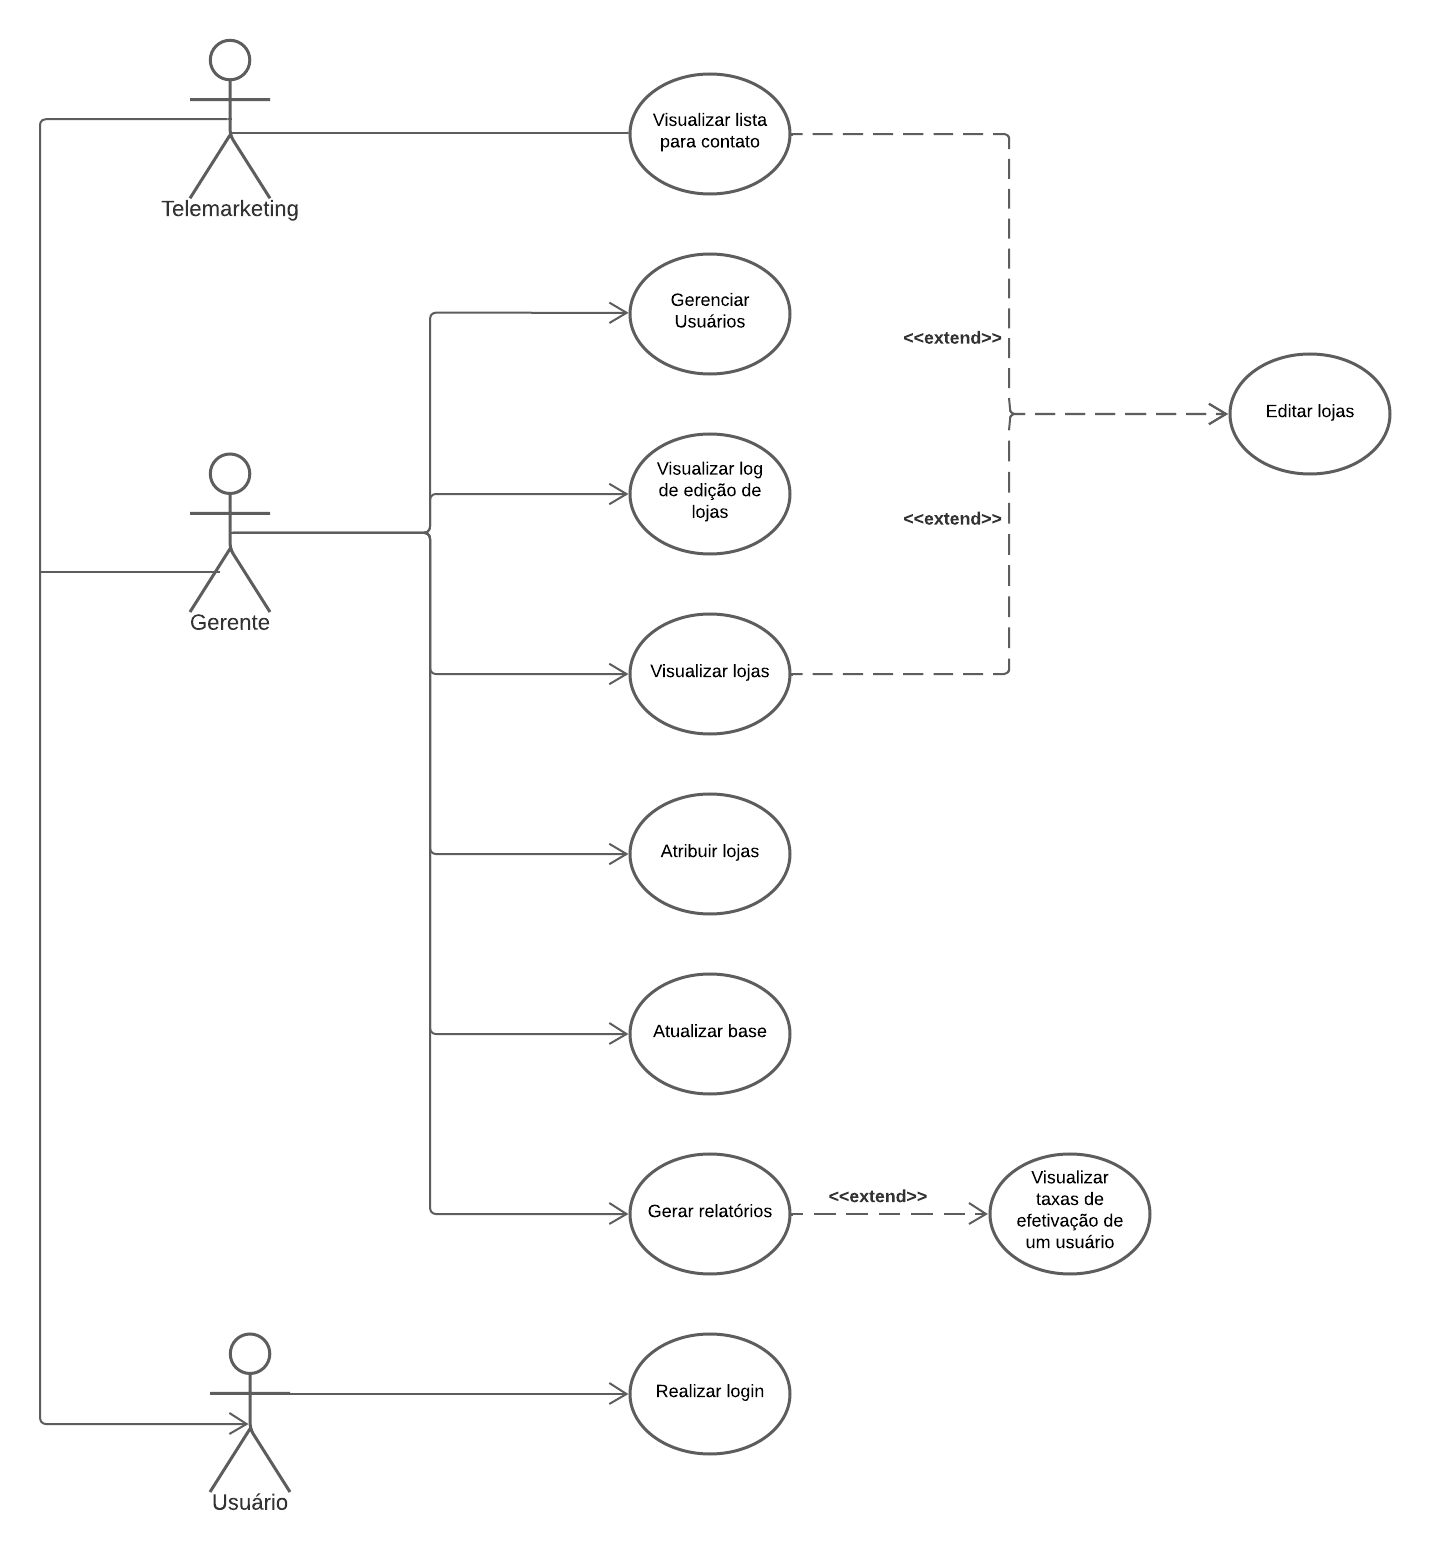 Visualizar lista
para contato
Telemarketing
Gerenciar
Usuários
<<extend>>
Editar lojas
Visualizar log
de edição de
lojas
<<extend>>
Gerente
Visualizar lojas
Atribuir lojas
Atualizar base
Gerar relatórios
<<extend>>
Visualizar
taxas de
efetivação de
um usuário
Realizar login
Usuário